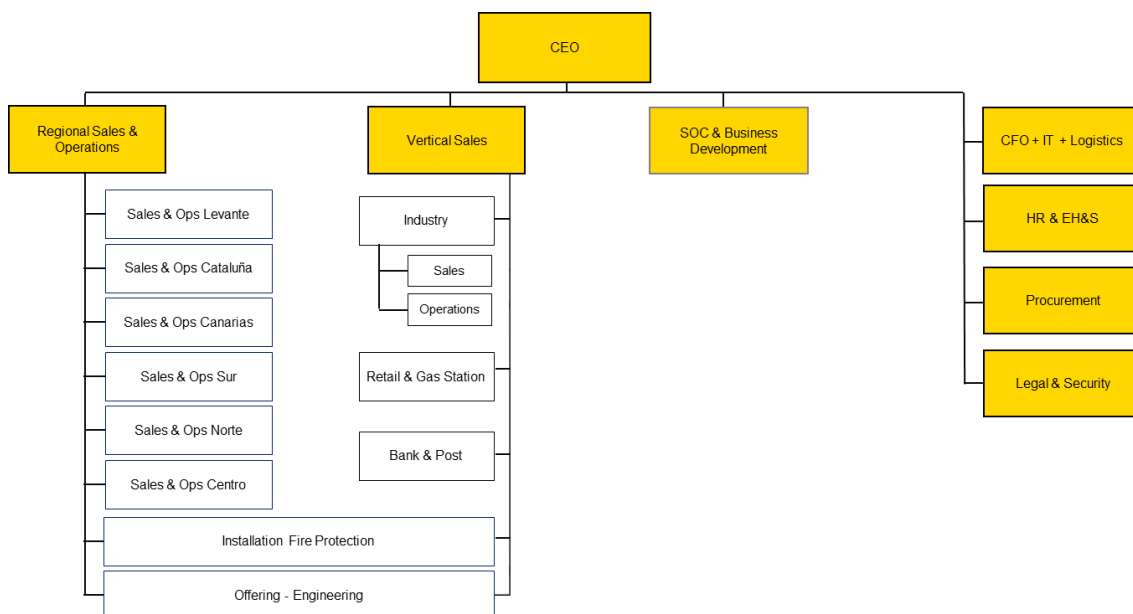 CEO
Regional Sales &
Operations
Vertical Sales
SOC & Business
Development
CFO + IT + Logistics
HR & EH&S
Procurement
Legal & Security
Sales & Ops Levante
Sales & Ops Cataluña
Sales & Ops Canarias
Sales & Ops Sur
Sales & Ops Norte
Sales & Ops Centro
Industry
Sales
Operations
Retail & Gas Station
Bank & Post
Installation Fire Protection
Offering - Engineering